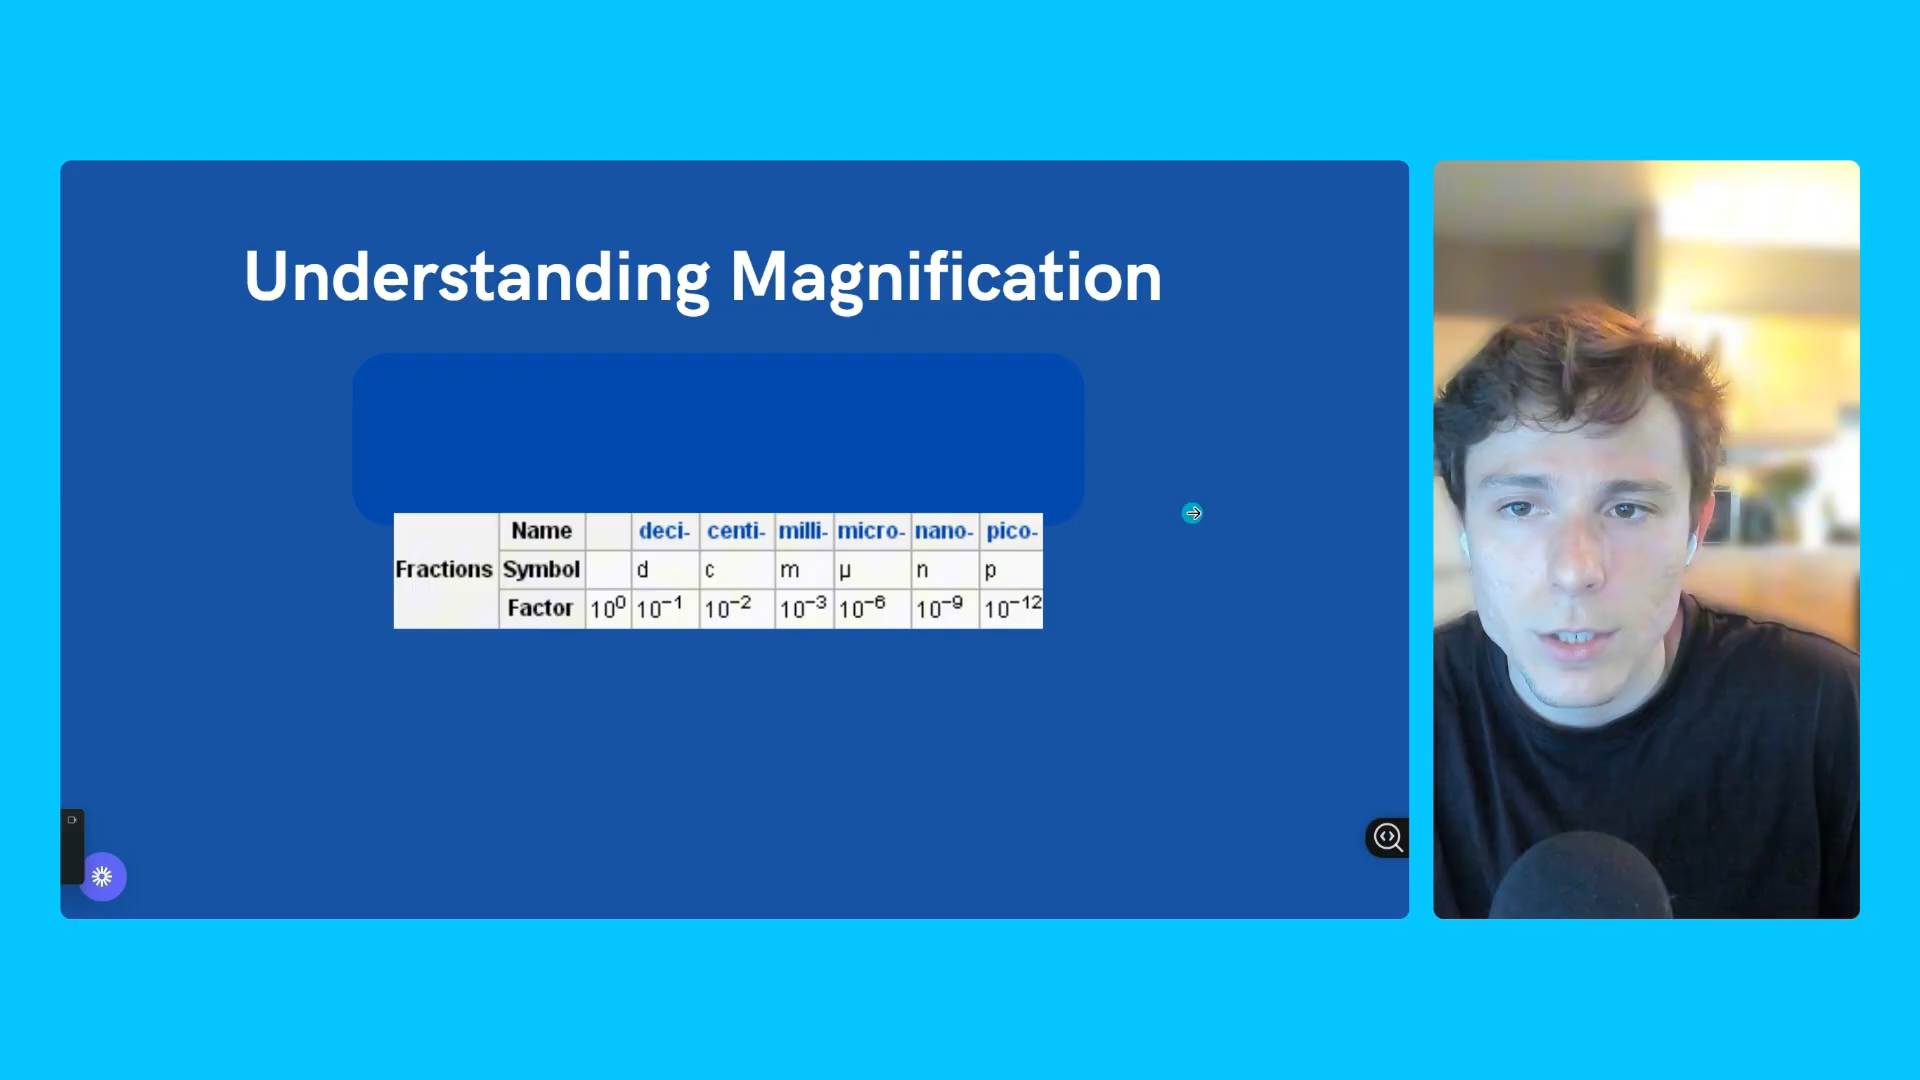 Understanding Magnification
Name deci- centi- milli- micro- nano- pico-
Fractions Symbol d c m µ n p
Factor 10⁰ 10⁻¹ 10⁻² 10⁻³ 10⁻⁶ 10⁻⁹ 10⁻¹²